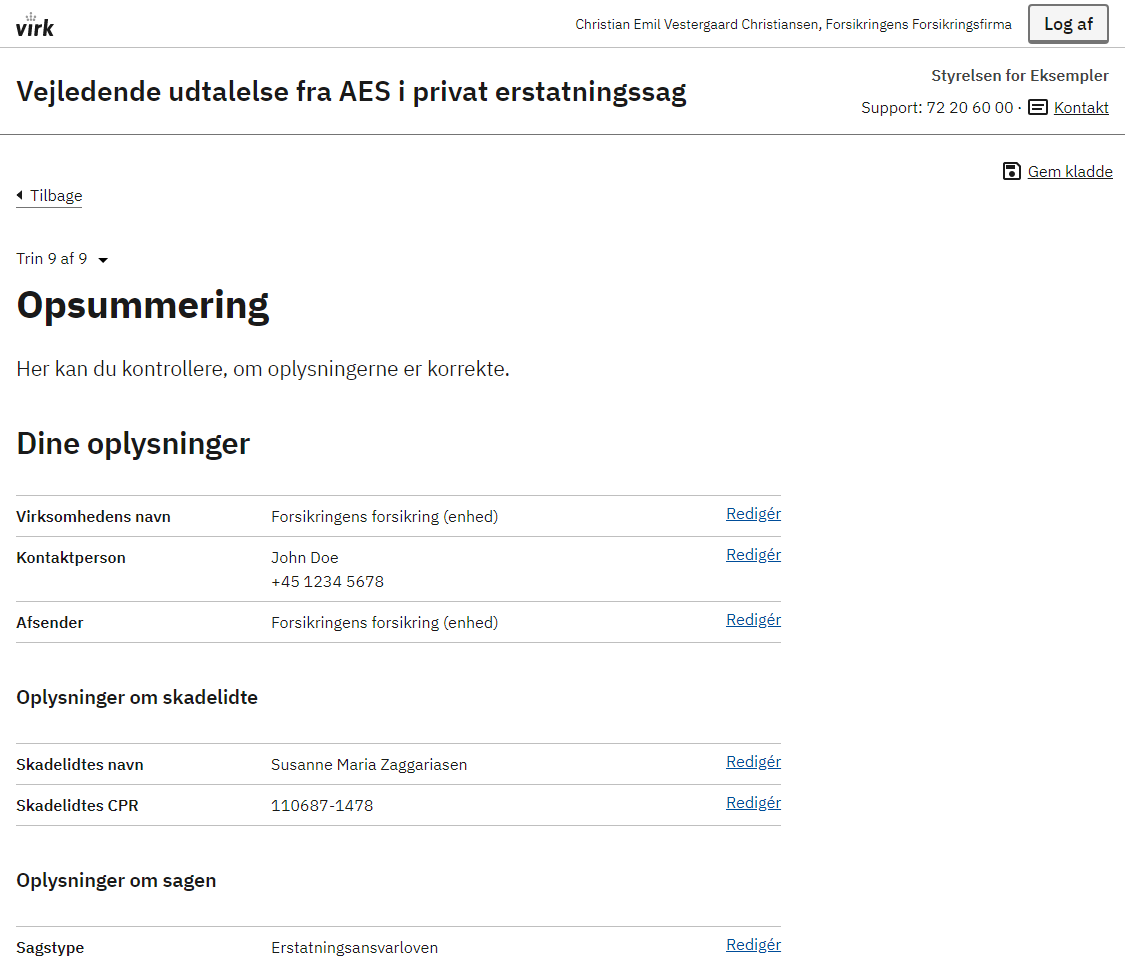 virk
Christian Emil Vestergaard Christiansen, Forsikringens Forsikringsfirma
Log af
Vejledende udtalelse fra AES i privat erstatningssag
Styrelsen for Eksempler
Support: 72 20 60 00 · Kontakt
Gem kladde
Tilbage
Trin 9 af 9
Opsummering
Her kan du kontrollere, om oplysningerne er korrekte.
Dine oplysninger
Virksomhedens navn Forsikringens forsikring (enhed) Redigér
Kontaktperson John Doe Redigér
+45 1234 5678
Afsender Forsikringens forsikring (enhed) Redigér
Oplysninger om skadelidte
Skadelidtes navn Susanne Maria Zaggariasen Redigér
Skadelidtes CPR 110687-1478 Redigér
Oplysninger om sagen
Sagstype Erstatningsansvarloven Redigér